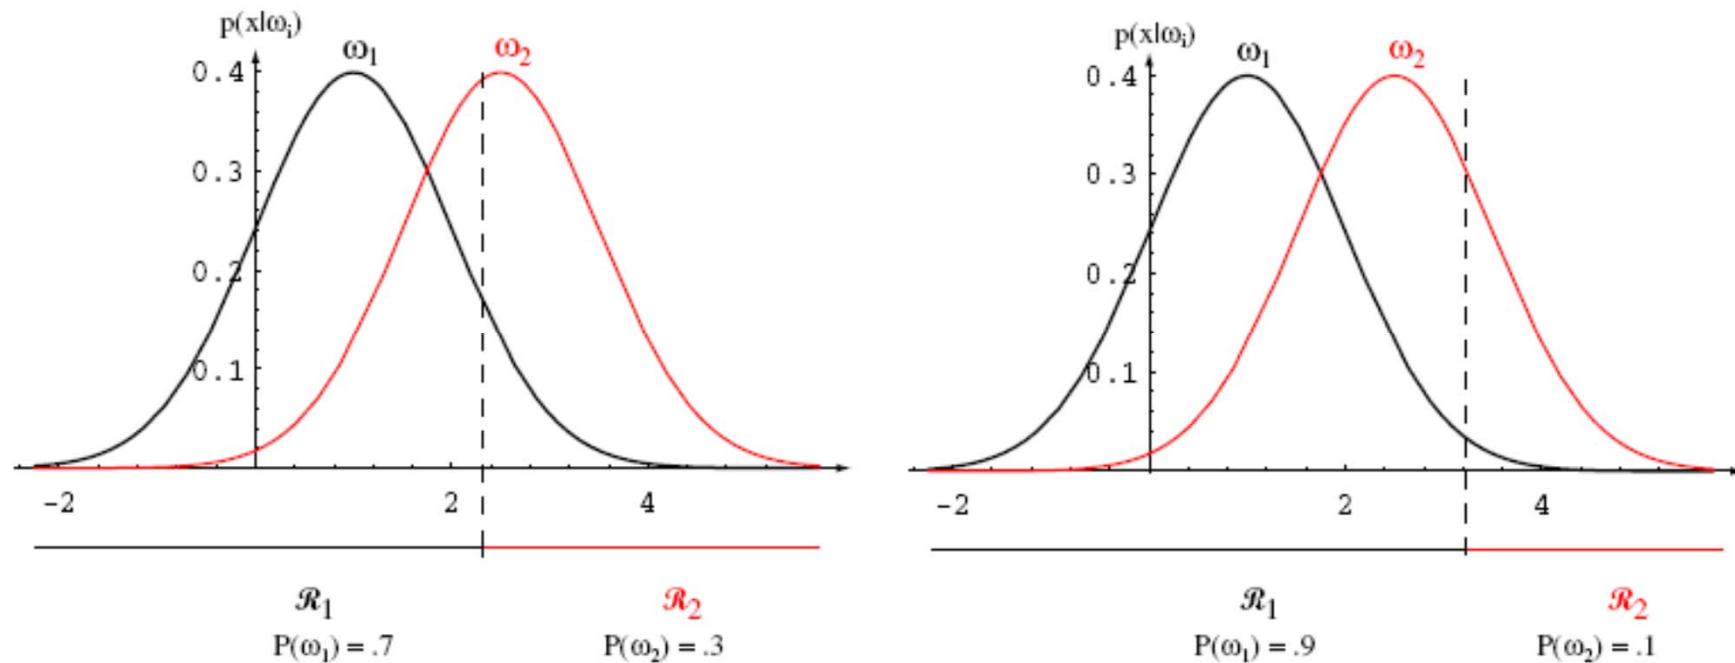 p(x|ω₁)
ω₁
ω₂
0.4
0.3
0.2
0.1
-2
2
4
ℛ₁
ℛ₂
P(ω₁) = .7
P(ω₂) = .3
p(x|ωᵢ)
ω₁
ω₂
0.4
0.3
0.2
0.1
-2
2
4
ℛ₁
ℛ₂
P(ω₁) = .9
P(ω₂) = .1